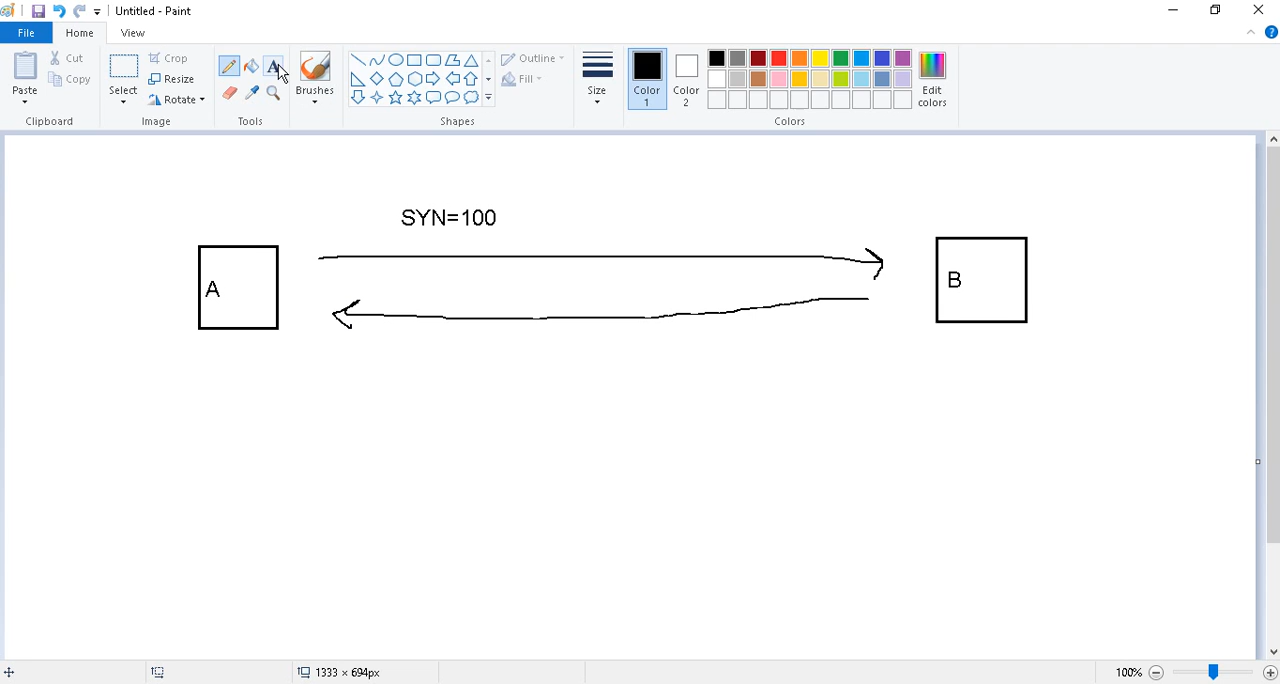 Untitled - Paint
File Home View
Paste
Cut
Copy
Clipboard
Select
Crop
Resize
Rotate
Image
A
Tools
Brushes
Shapes
Outline
Fill
Size
Color 1
Color 2
Edit colors
Colors
SYN=100
A
B
1333 × 694px
100%